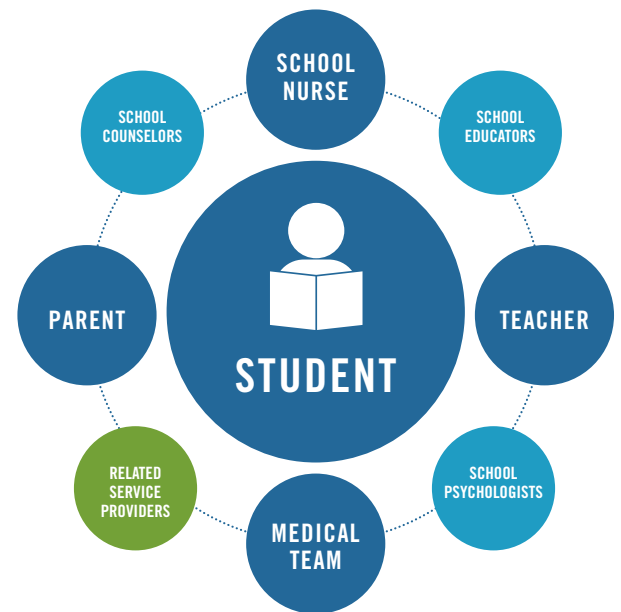 SCHOOL
NURSE
SCHOOL
COUNSELORS
SCHOOL
EDUCATORS
PARENT
STUDENT
TEACHER
RELATED
SERVICE
PROVIDERS
SCHOOL
PSYCHOLOGISTS
MEDICAL
TEAM